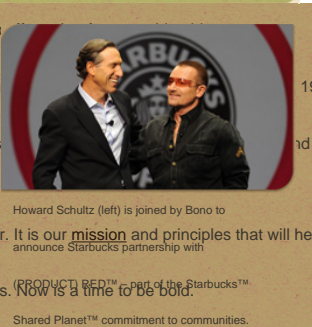 STARBUCKS
19
nd
Howard Schultz (left) is joined by Bono to
r. It is our mission and principles that will he
announce Starbucks partnership with
(PRODUCT) RED™ – part of the Starbucks™
s. Now is a time to be bold.
Shared Planet™ commitment to communities.